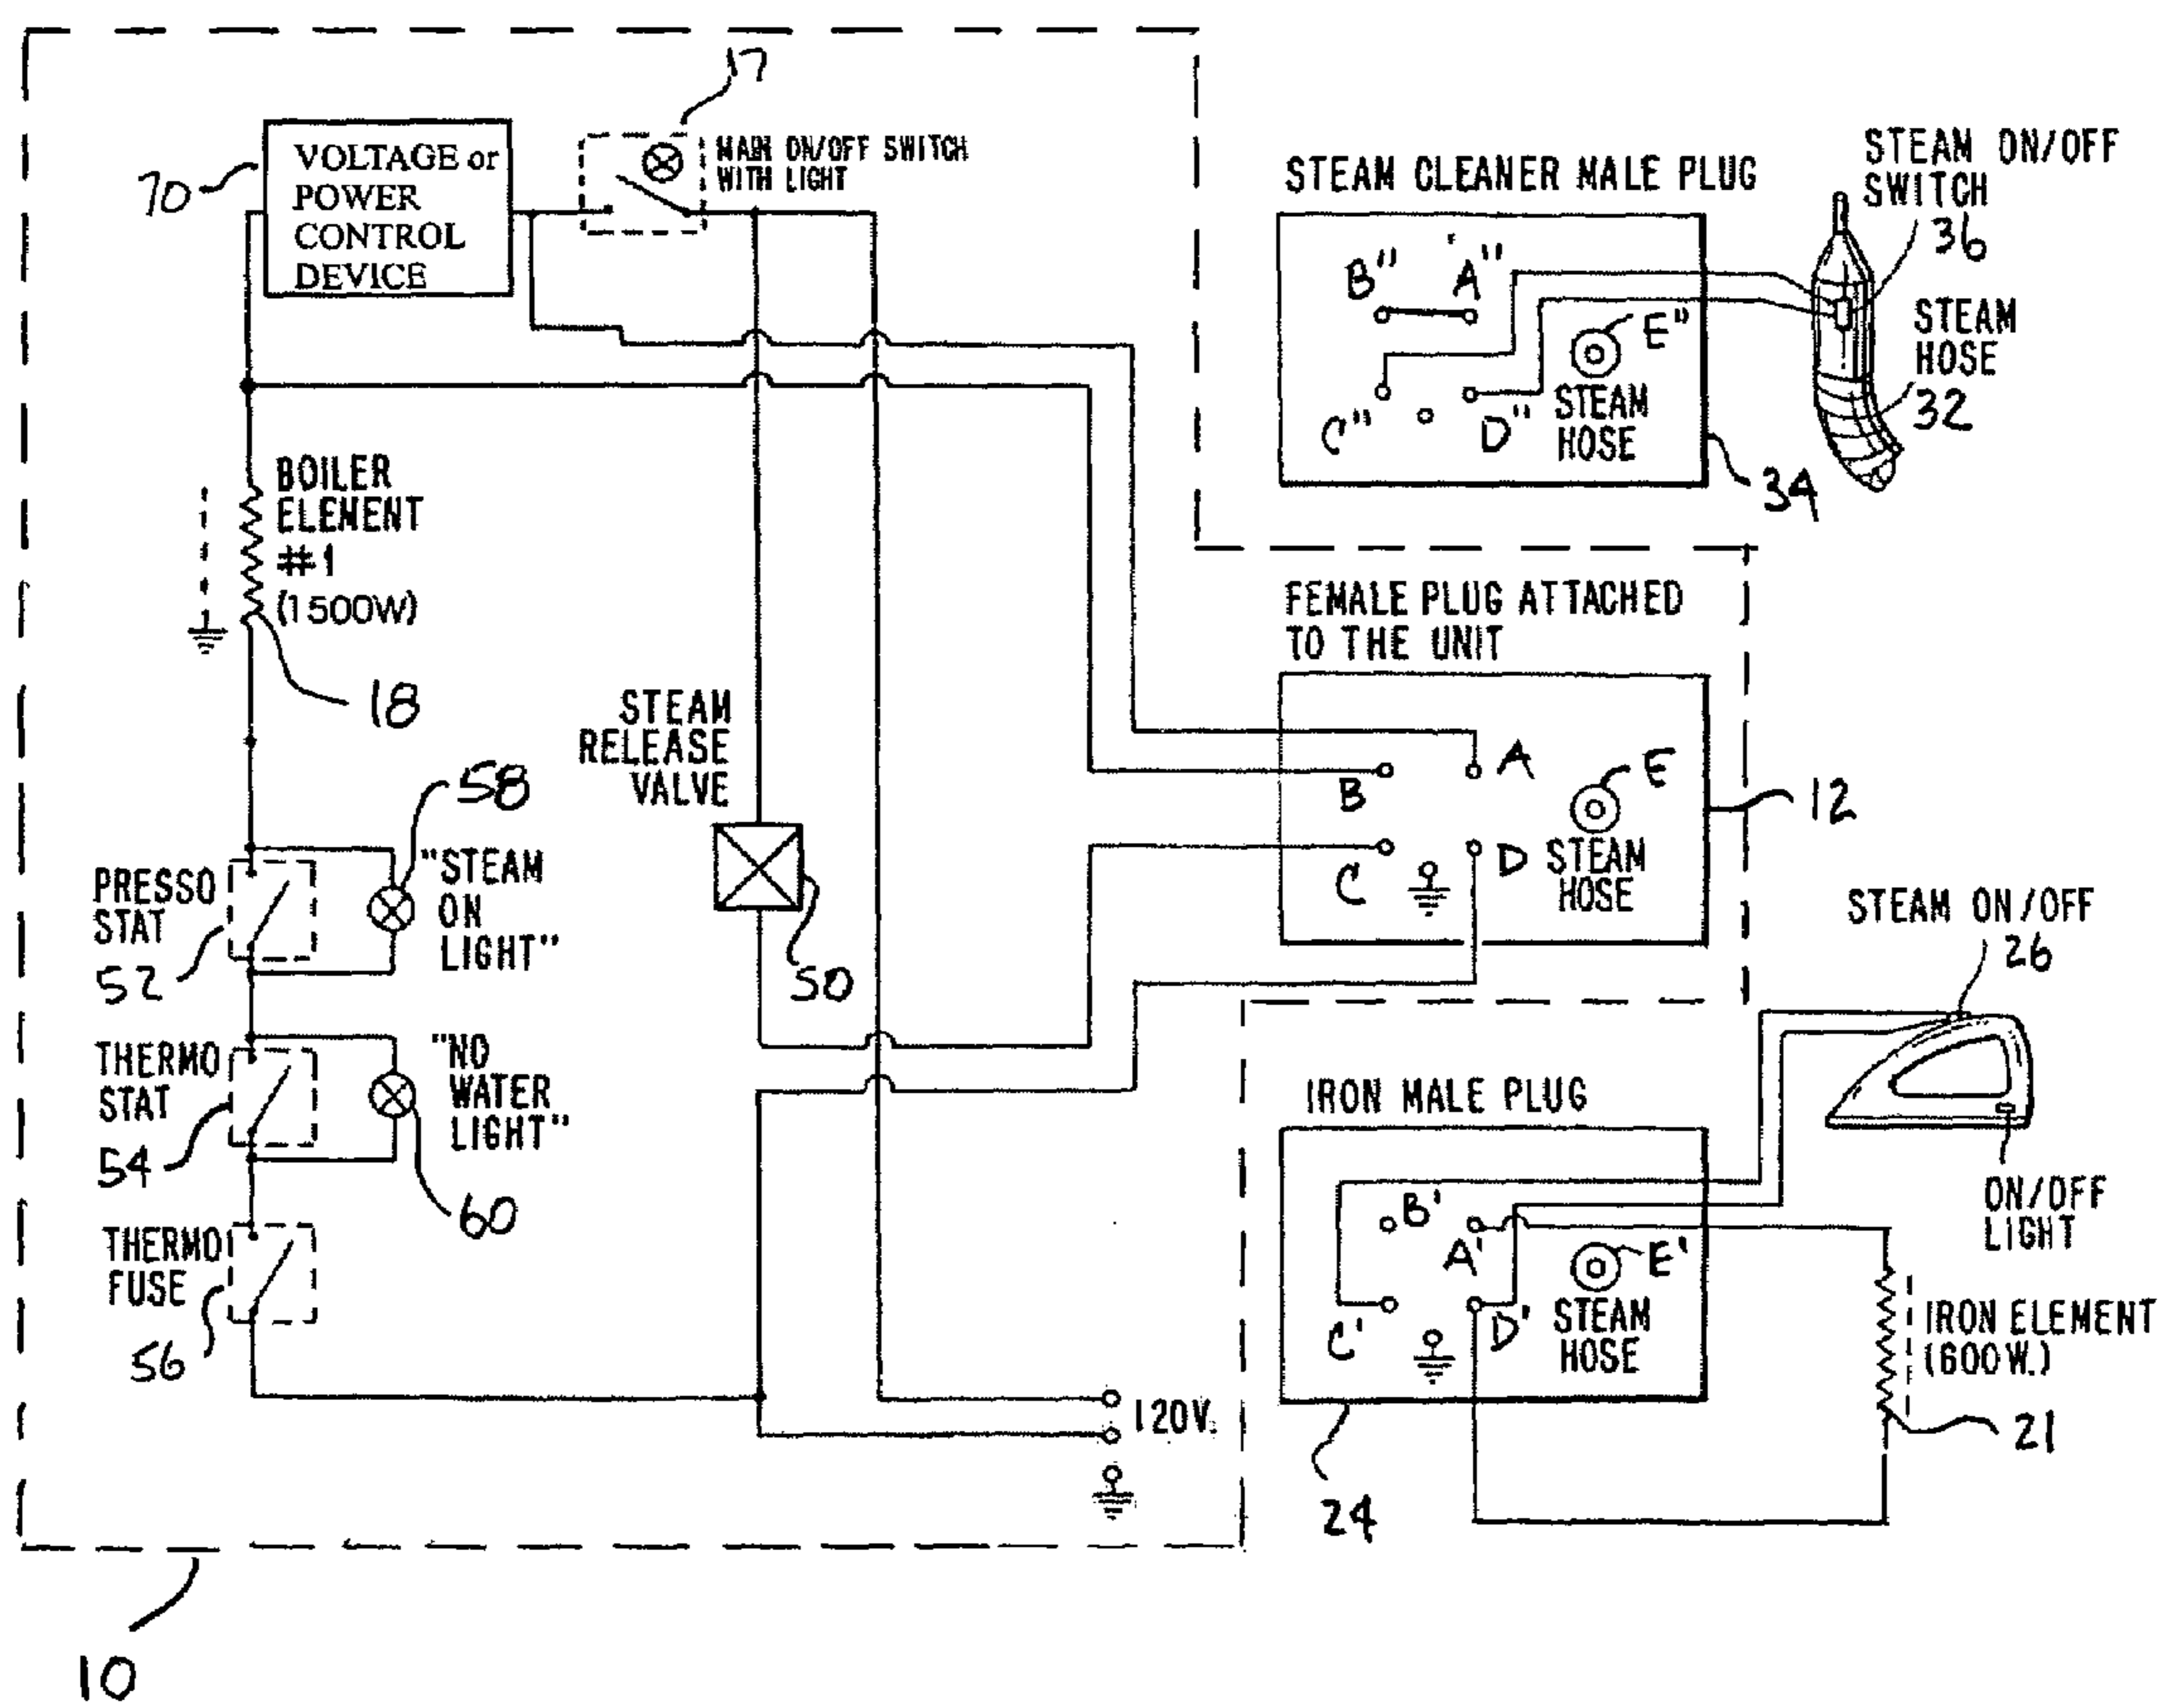 17
70
VOLTAGE or
POWER
CONTROL
DEVICE
MAIN ON/OFF SWITCH
WITH LIGHT
STEAM CLEANER MALE PLUG
B"
A"
E"
STEAM
HOSE
C"
D"
34
STEAM ON/OFF
SWITCH
36
STEAM
HOSE
32
BOILER
ELEMENT
#1
(1500W)
18
FEMALE PLUG ATTACHED
TO THE UNIT
A
B
E
C
D
STEAM
HOSE
12
STEAM
RELEASE
VALVE
50
58
"STEAM
ON
LIGHT"
PRESSO
STAT
52
THERMO
STAT
54
"NO
WATER
LIGHT"
60
THERMO
FUSE
56
120V.
STEAM ON/OFF
26
ON/OFF
LIGHT
IRON MALE PLUG
B'
A'
E'
C'
D'
STEAM
HOSE
24
IRON ELEMENT
(600W.)
21
10